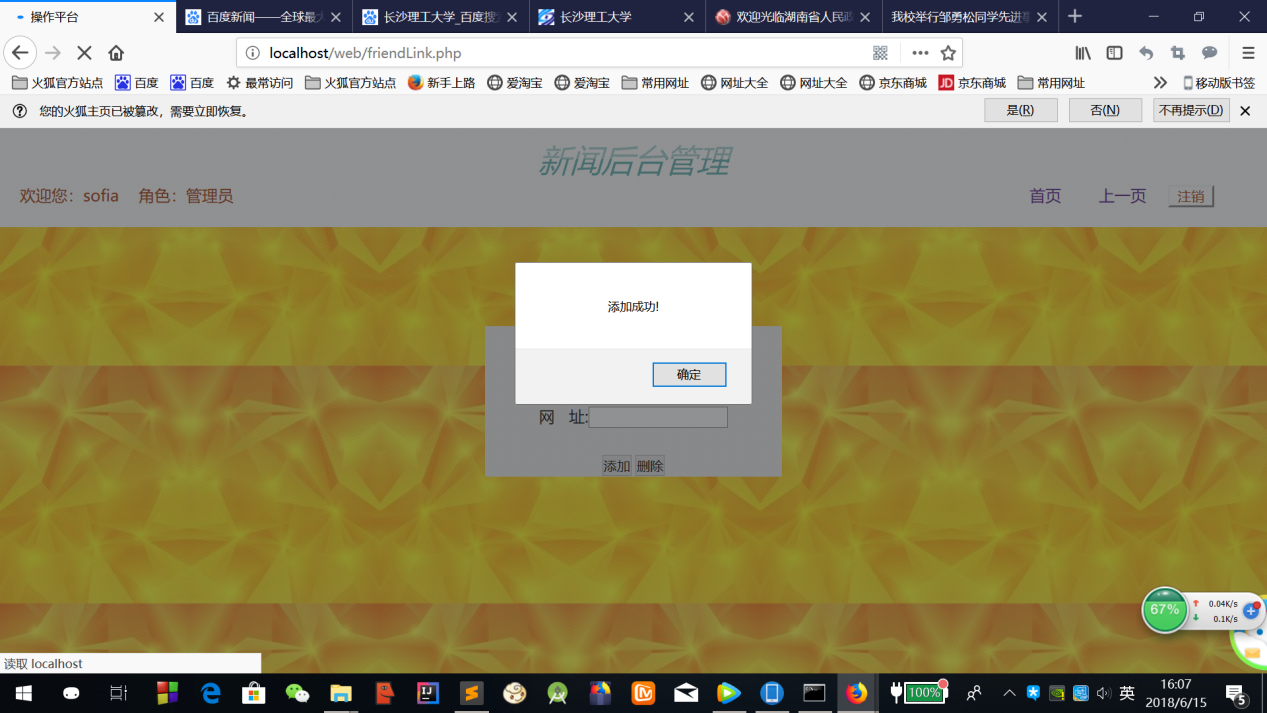 操作平台
百度新闻——全球最
长沙理工大学_百度搜
长沙理工大学
欢迎光临湖南省人民政
我校举行邹勇松同学先进
localhost/web/friendLink.php
火狐官方站点 百度 百度 最常访问 火狐官方站点 新手上路 爱淘宝 爱淘宝 常用网址 网址大全 网址大全 京东商城 JD 京东商城 常用网址 移动版书签
您的火狐主页已被篡改，需要立即恢复。 是(R) 否(N) 不再提示(D)
新闻后台管理
欢迎您：sofia 角色：管理员 首页 上一页 注销
添加成功!
确定
网 址:
添加 删除
67% 0.04K/s
0.1K/s
读取 localhost
100% 英 16:07
2018/6/15 5